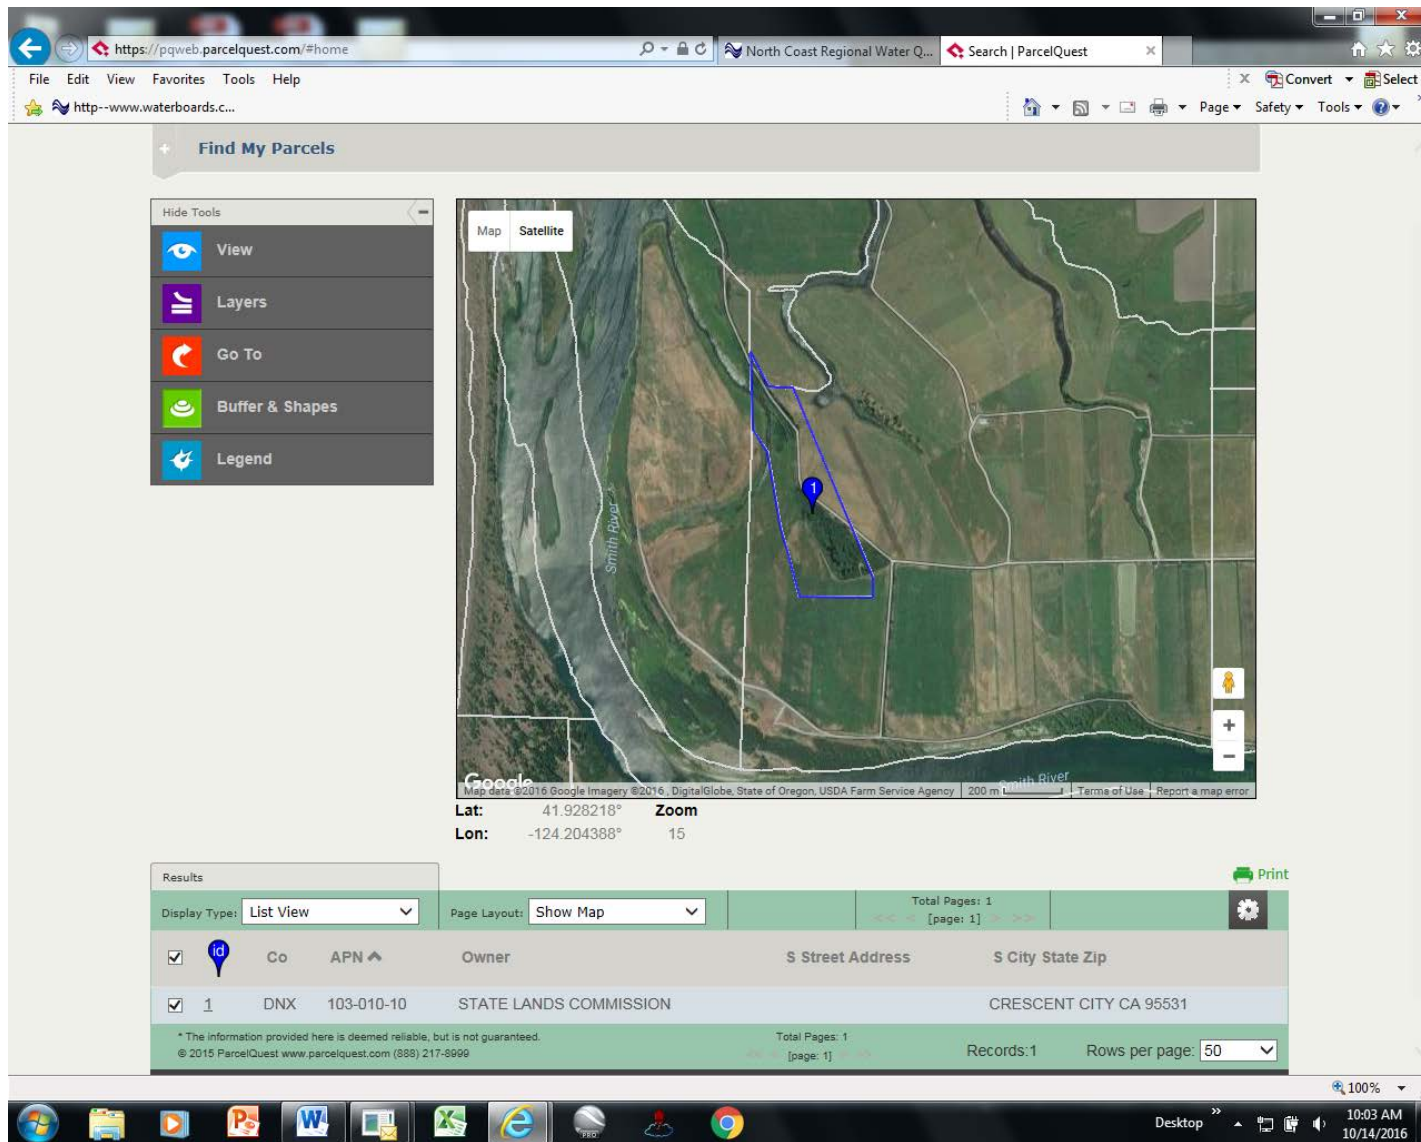 https://pqweb.parcelquest.com/#home
North Coast Regional Water Q...
Search | ParcelQuest
File Edit View Favorites Tools Help
Convert Select
http--www.waterboards.c...
Page Safety Tools
Find My Parcels
Hide Tools
View
Layers
Go To
Buffer & Shapes
Legend
Map Satellite
1
Smith River
Smith River
Google
Map data ©2016 Google Imagery ©2016 , DigitalGlobe, State of Oregon, USDA Farm Service Agency 200 m Terms of Use Report a map error
Lat: 41.928218° Zoom
Lon: -124.204388° 15
Print
Results
Display Type: List View Page Layout: Show Map Total Pages: 1
<< < [page: 1] > >>
id Co APN Owner S Street Address S City State Zip
1 DNX 103-010-10 STATE LANDS COMMISSION CRESCENT CITY CA 95531
* The information provided here is deemed reliable, but is not guaranteed.
© 2015 ParcelQuest www.parcelquest.com (888) 217-8999
Total Pages: 1
<< < [page: 1] > >>
Records:1 Rows per page: 50
100%
PRO
Desktop
10:03 AM
10/14/2016